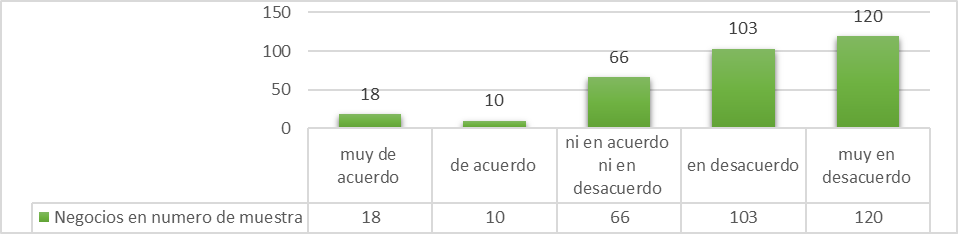 150
120
103
100
66
50
18
10
0
muy de
acuerdo
de acuerdo
ni en acuerdo
ni en
desacuerdo
en desacuerdo
muy en
desacuerdo
Negocios en numero de muestra 18 10 66 103 120